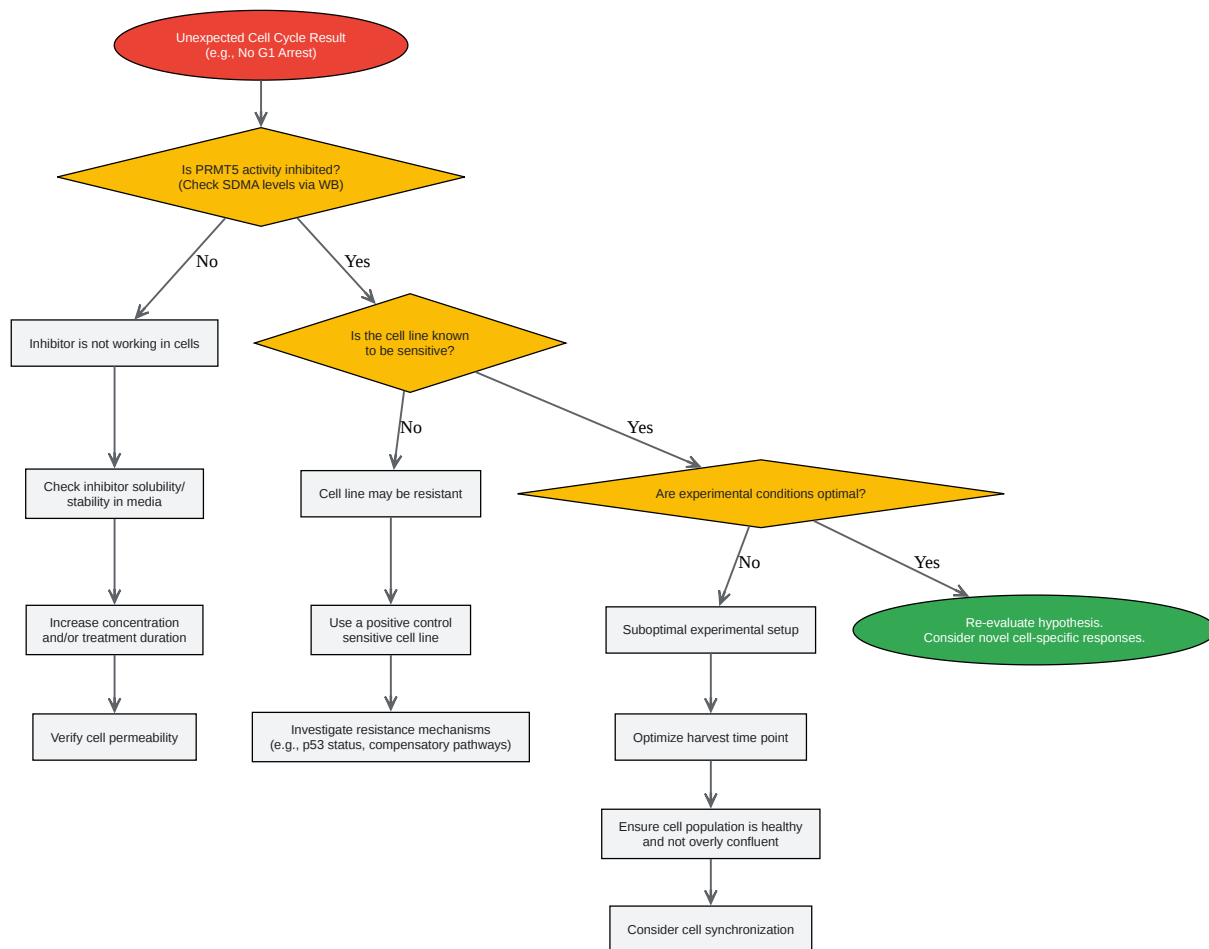 Unexpected Cell Cycle Result
(e.g., No G1 Arrest)
Is PRMT5 activity inhibited?
(Check SDMA levels via WB)
No
Yes
Inhibitor is not working in cells
Is the cell line known
to be sensitive?
No
Yes
Check inhibitor solubility/
stability in media
Cell line may be resistant
Are experimental conditions optimal?
No
Yes
Increase concentration
and/or treatment duration
Use a positive control
sensitive cell line
Suboptimal experimental setup
Re-evaluate hypothesis.
Consider novel cell-specific responses.
Verify cell permeability
Investigate resistance mechanisms
(e.g., p53 status, compensatory pathways)
Optimize harvest time point
Ensure cell population is healthy
and not overly confluent
Consider cell synchronization